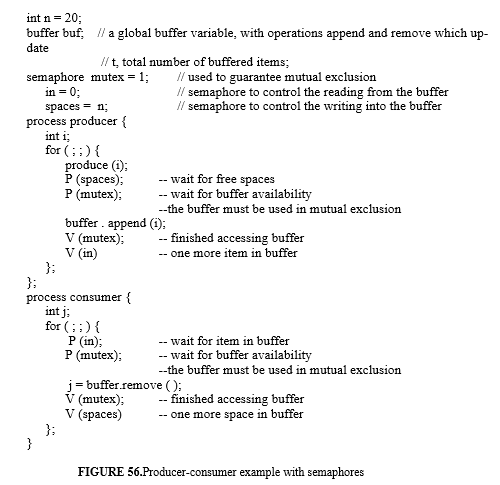 int n = 20;
buffer buf; // a global buffer variable, with operations append and remove which up-
date
// t, total number of buffered items;
semaphore mutex = 1; // used to guarantee mutual exclusion
in = 0; // semaphore to control the reading from the buffer
spaces = n; // semaphore to control the writing into the buffer
process producer {
int i;
for ( ; ; ) {
produce (i);
P (spaces); -- wait for free spaces
P (mutex); -- wait for buffer availability
--the buffer must be used in mutual exclusion
buffer . append (i);
V (mutex); -- finished accessing buffer
V (in) -- one more item in buffer
};
};
process consumer {
int j;
for ( ; ; ) {
P (in); -- wait for item in buffer
P (mutex); -- wait for buffer availability
--the buffer must be used in mutual exclusion
j = buffer.remove ( );
V (mutex); -- finished accessing buffer
V (spaces) -- one more space in buffer
};
}
FIGURE 56.Producer-consumer example with semaphores